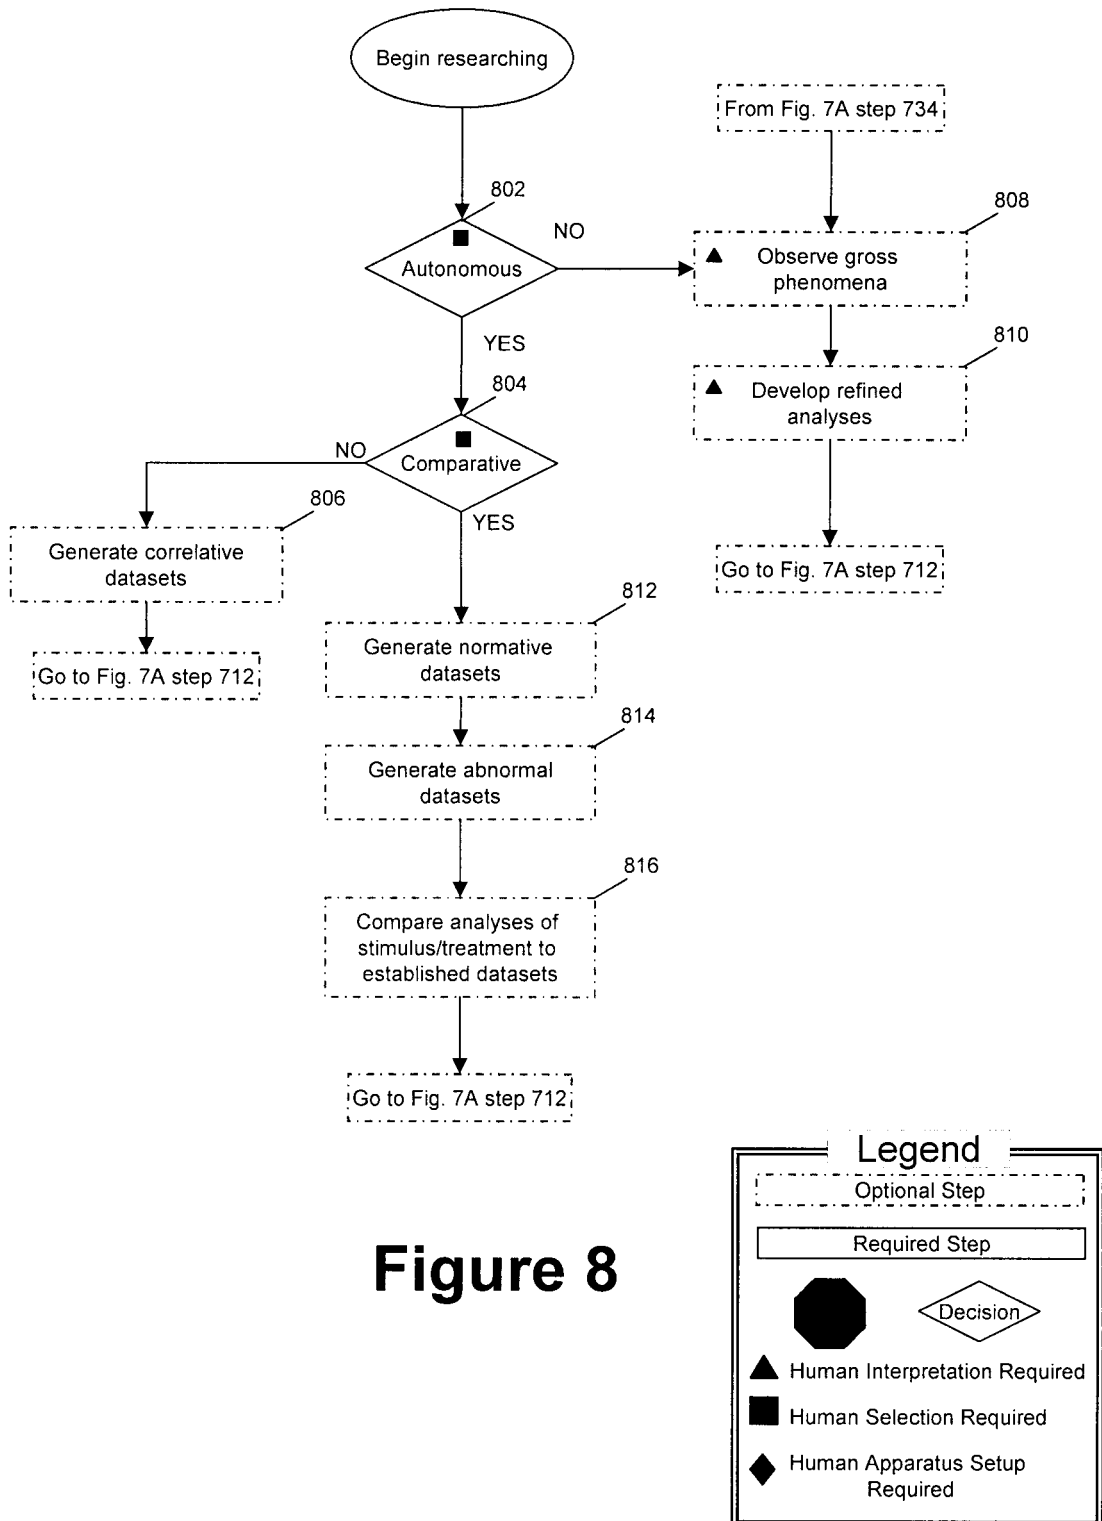 Begin researching
From Fig. 7A step 734
802
808
NO
Autonomous
Observe gross
phenomena
YES
810
804
Develop refined
analyses
NO
Comparative
806
YES
Generate correlative
datasets
Go to Fig. 7A step 712
812
Generate normative
datasets
Go to Fig. 7A step 712
814
Generate abnormal
datasets
816
Compare analyses of
stimulus/treatment to
established datasets
Go to Fig. 7A step 712
Legend
Optional Step
Required Step
Figure 8
Decision
Human Interpretation Required
Human Selection Required
Human Apparatus Setup
Required